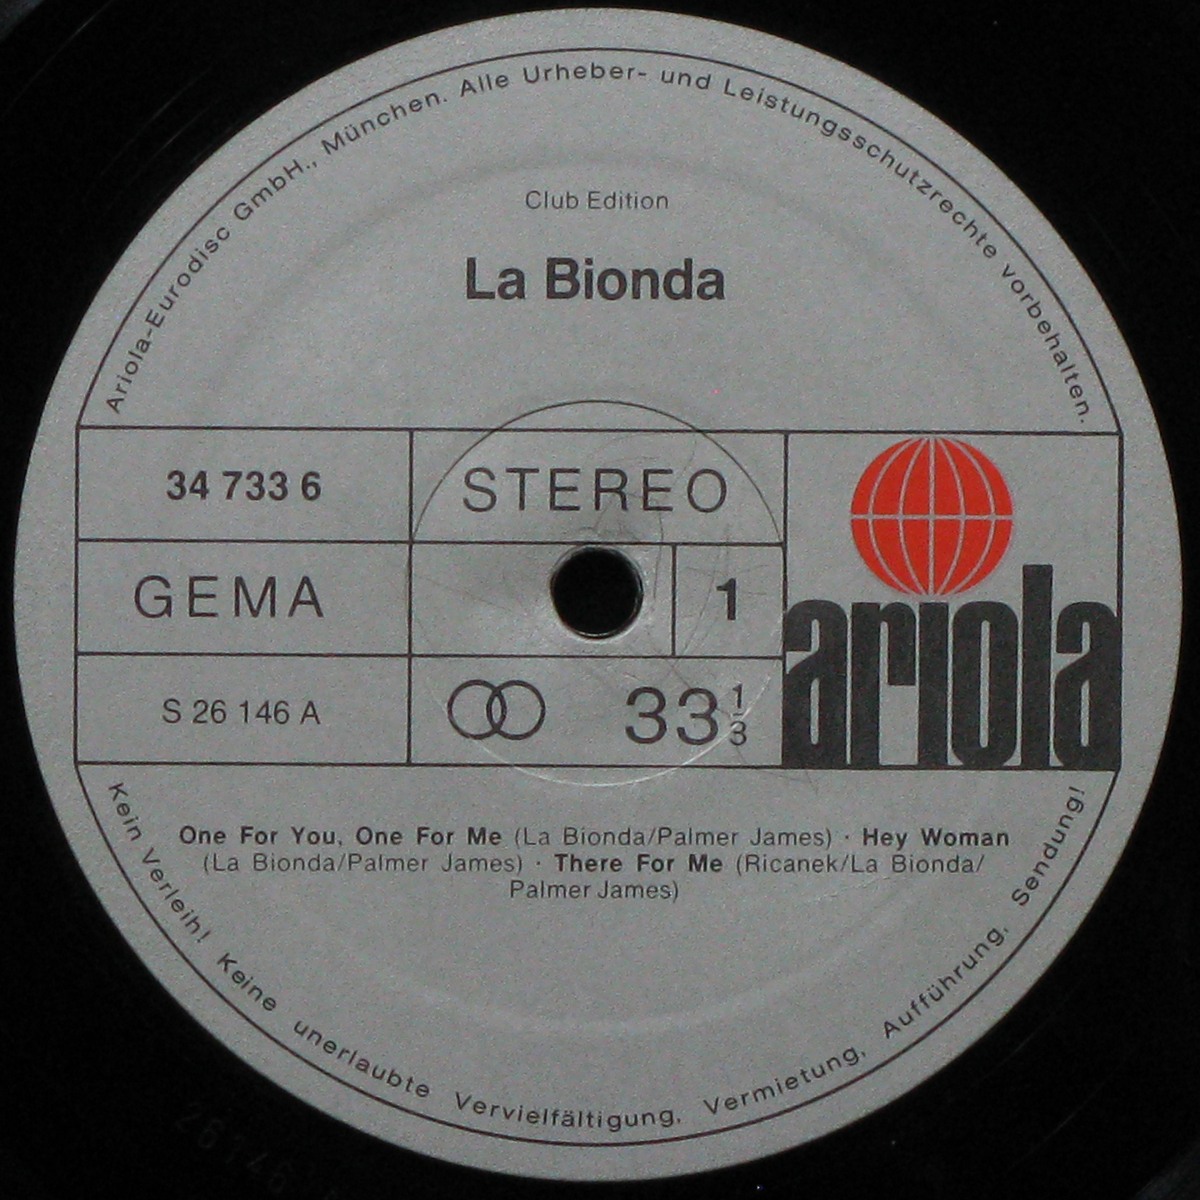 Ariola-Eurodisc GmbH., München. Alle Urheber- und Leistungsschutzrechte vorbehalten.
Club Edition
La Bionda
34 733 6
STEREO
GEMA
1
ariola
S 26 146 A
33 1/3
One For You, One For Me (La Bionda/Palmer James) · Hey Woman
(La Bionda/Palmer James) · There For Me (Ricanek/La Bionda/
Palmer James)
Kein Verleih! Keine unerlaubte Vervielfältigung, Vermietung, Aufführung, Sendung!